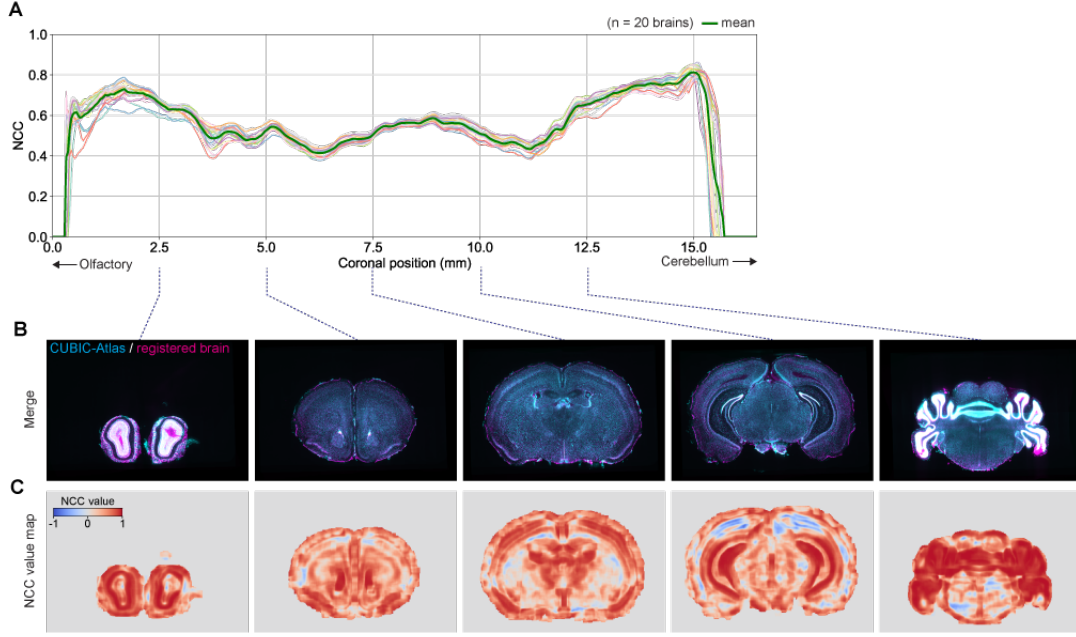 A
(n = 20 brains) mean
1.0
0.8
0.6
0.4
0.2
0.0
NCC
0.0 2.5 5.0 7.5 10.0 12.5 15.0
← Olfactory Coronal position (mm) Cerebellum →
B
CUBIC-Atlas / registered brain
Merge
C
NCC value
-1 0 1
NCC value map